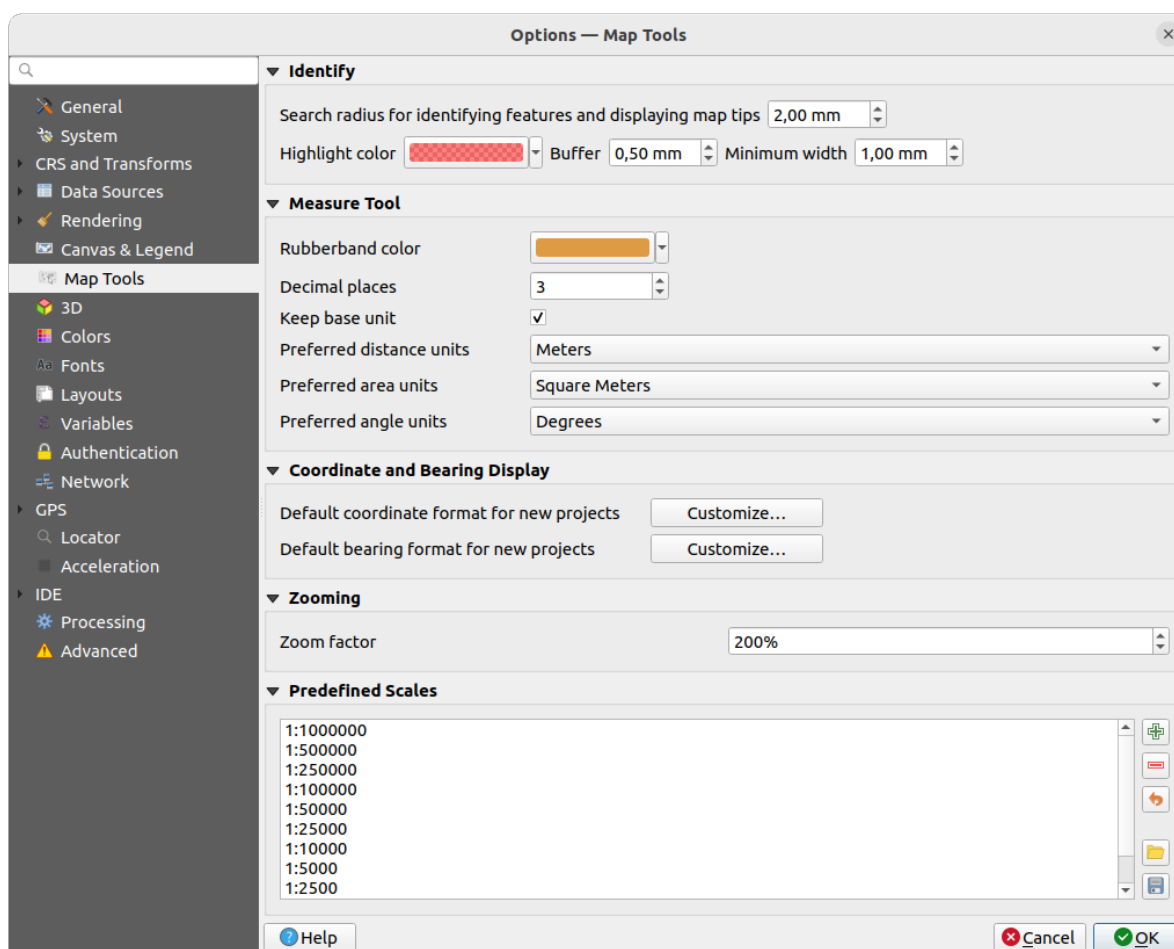 Options — Map Tools
General
System
CRS and Transforms
Data Sources
Rendering
Canvas & Legend
Map Tools
3D
Colors
Aa Fonts
Layouts
ε Variables
Authentication
Network
GPS
Locator
Acceleration
IDE
Processing
Advanced
Identify
Search radius for identifying features and displaying map tips 2,00 mm
Highlight color Buffer 0,50 mm Minimum width 1,00 mm
Measure Tool
Rubberband color
Decimal places 3
Keep base unit
Preferred distance units Meters
Preferred area units Square Meters
Preferred angle units Degrees
Coordinate and Bearing Display
Default coordinate format for new projects Customize…
Default bearing format for new projects Customize…
Zooming
Zoom factor 200%
Predefined Scales
1:1000000
1:500000
1:250000
1:100000
1:50000
1:25000
1:10000
1:5000
1:2500
Help Cancel OK